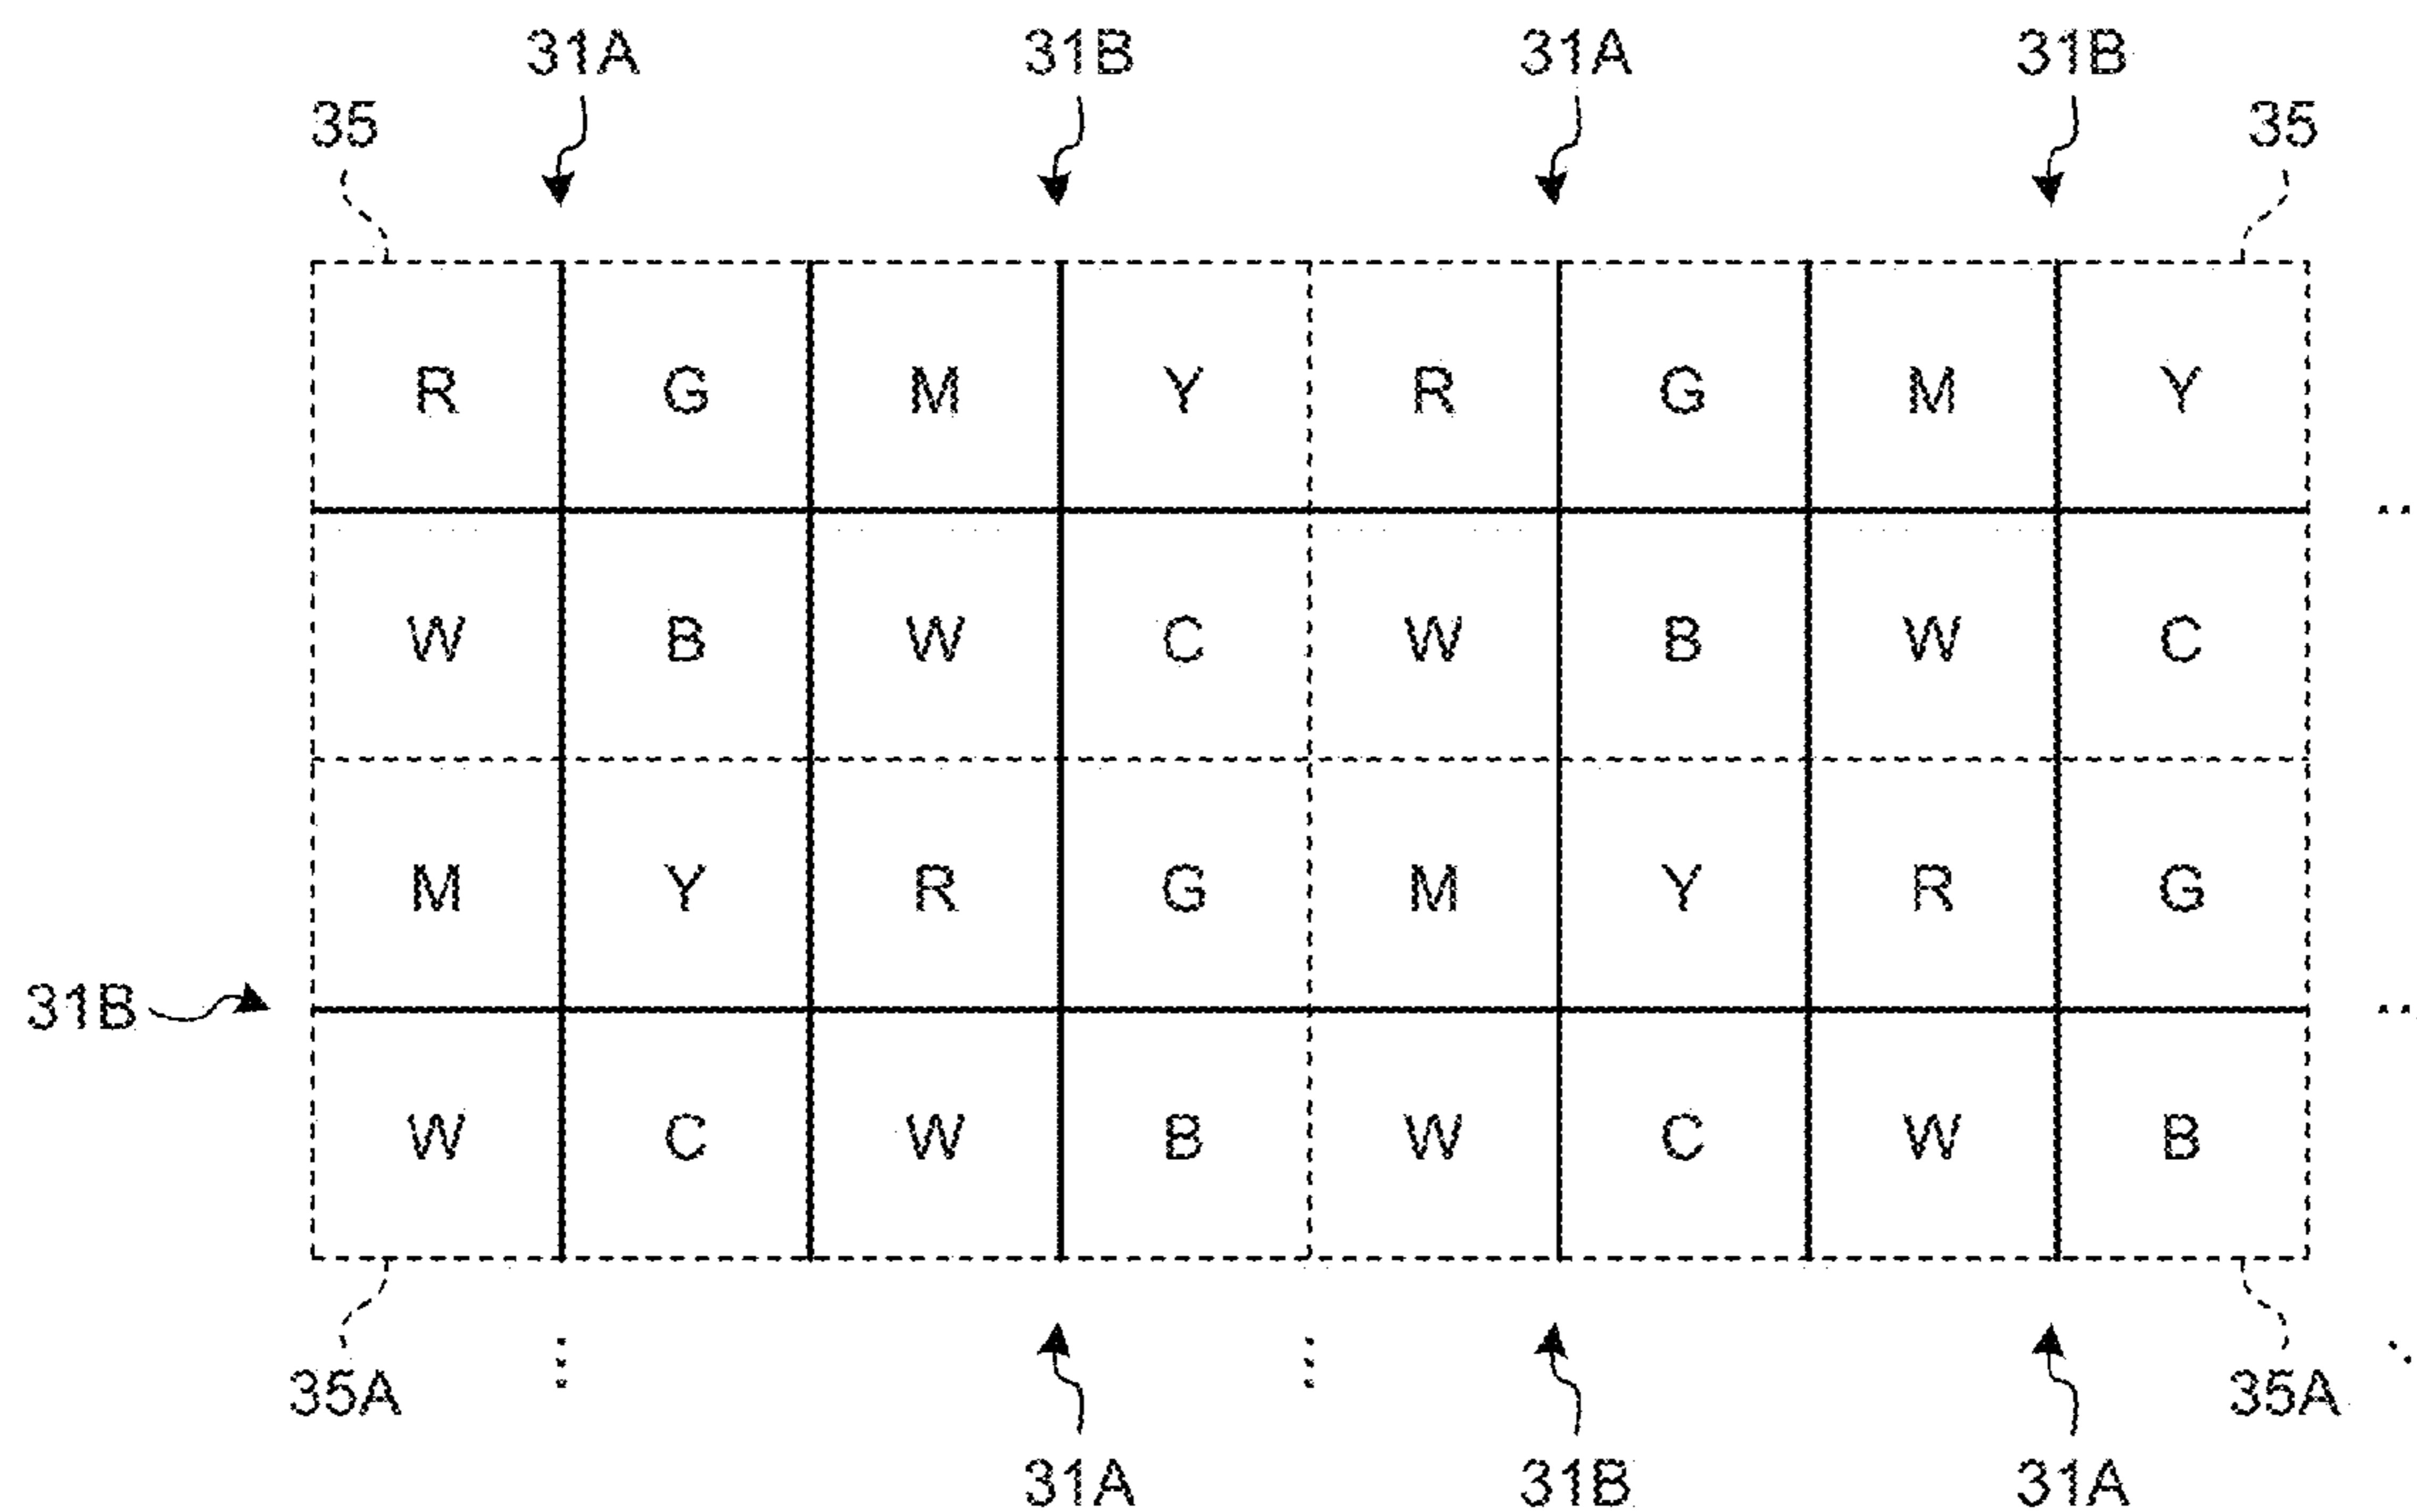 31A 31B 31A 31B
35 35
R G M Y R G M Y
W B W C W B W C
M Y R G M Y R G
31B
W C W B W C W B
35A 35A
31A 31B 31A